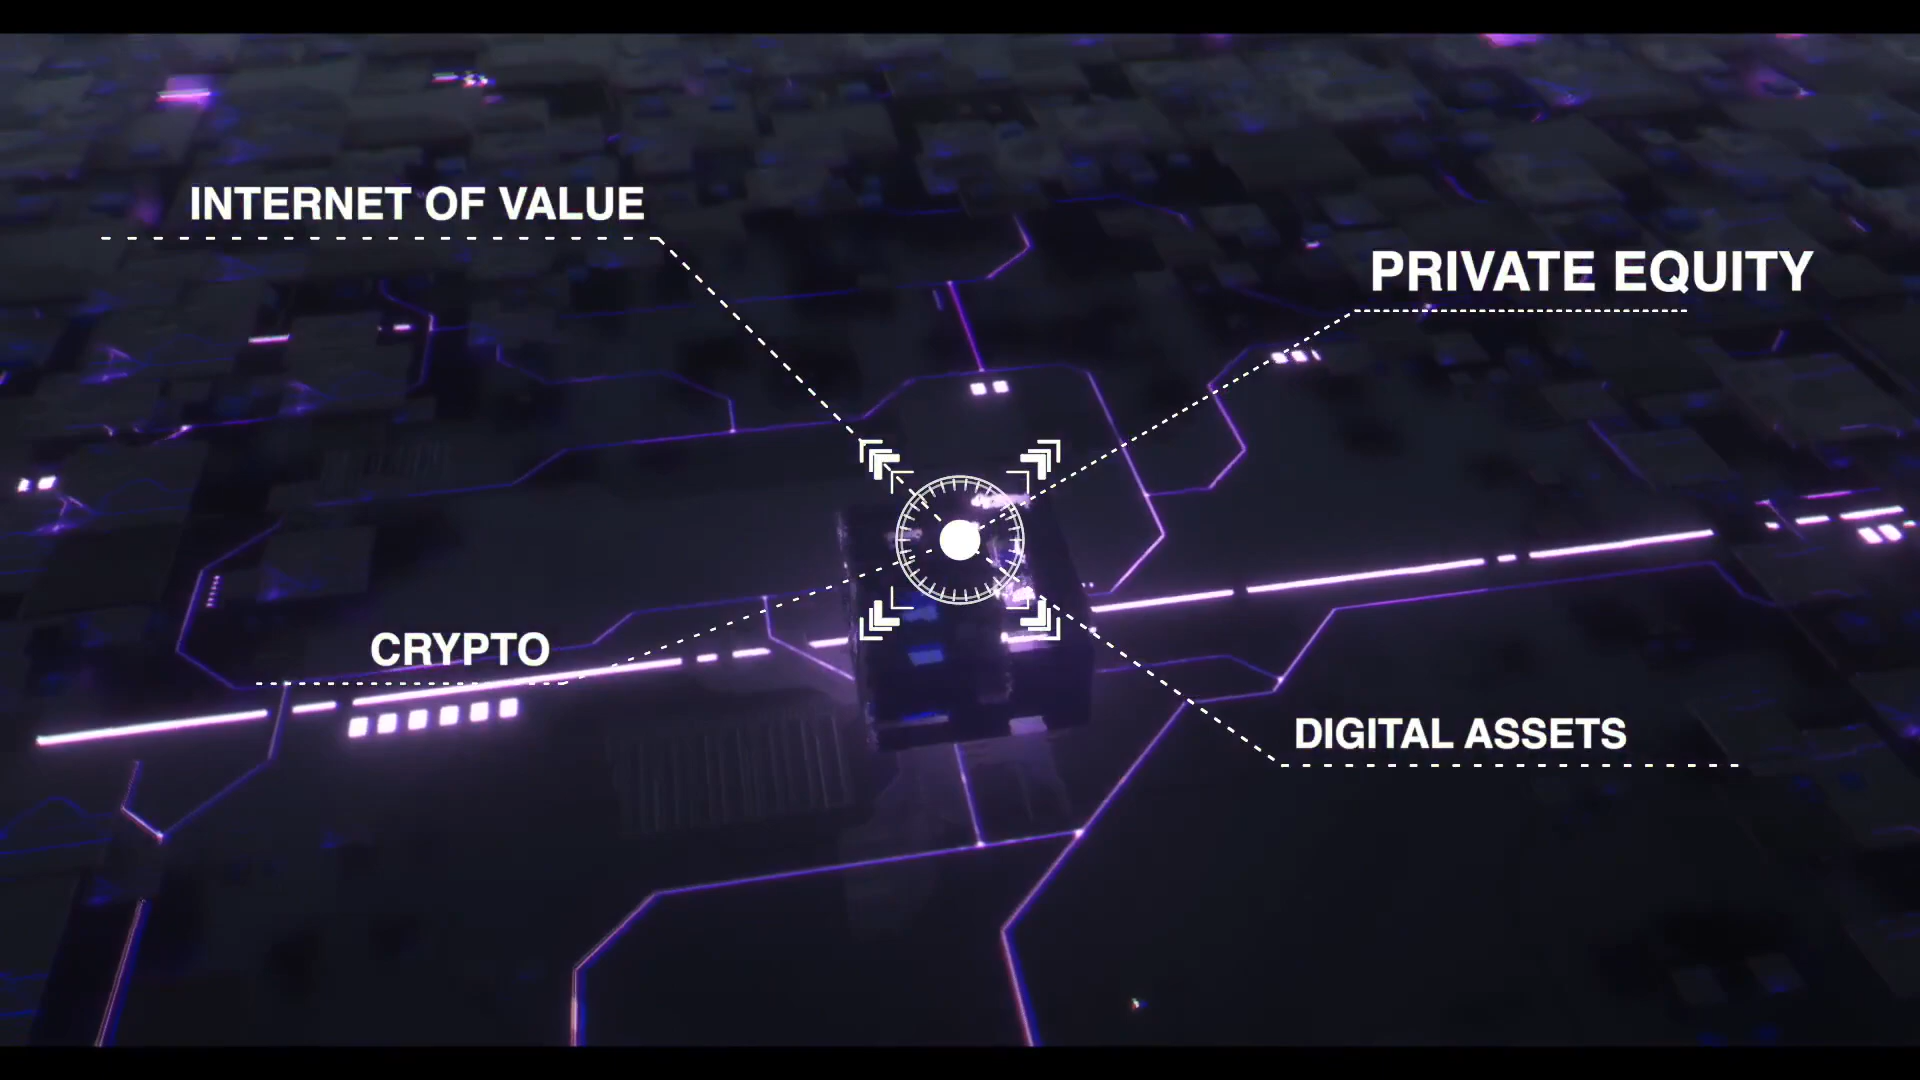 INTERNET OF VALUE
PRIVATE EQUITY
CRYPTO
DIGITAL ASSETS